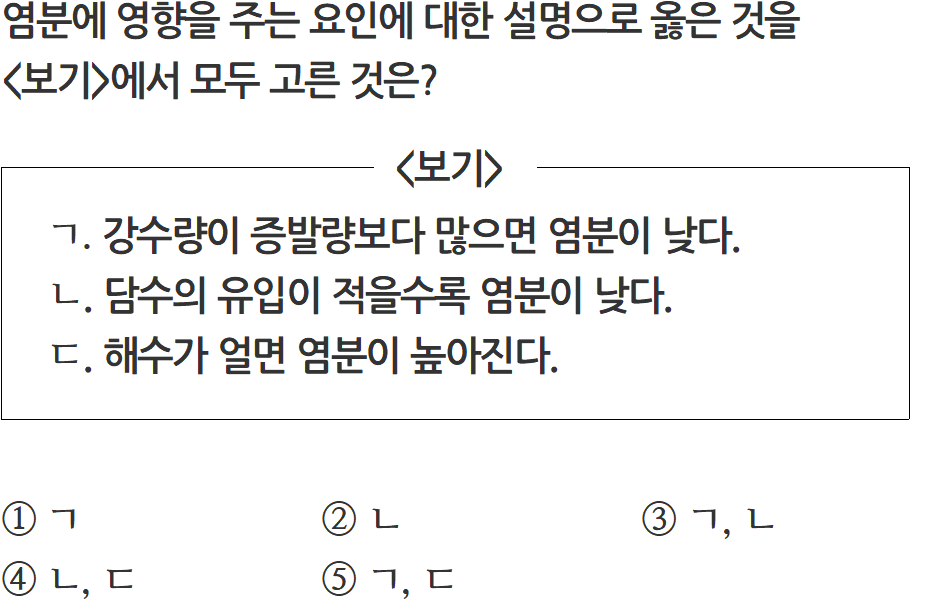 염분에 영향을 주는 요인에 대한 설명으로 옳은 것을
<보기>에서 모두 고른 것은?
<보기>
ㄱ. 강수량이 증발량보다 많으면 염분이 낮다.
ㄴ. 담수의 유입이 적을수록 염분이 낮다.
ㄷ. 해수가 얼면 염분이 높아진다.
① ㄱ ② ㄴ ③ ㄱ, ㄴ
④ ㄴ, ㄷ ⑤ ㄱ, ㄷ